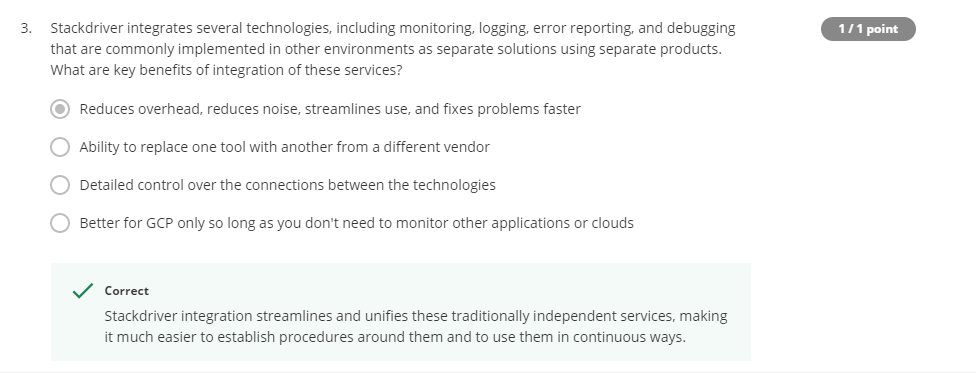 3. Stackdriver integrates several technologies, including monitoring, logging, error reporting, and debugging
1 / 1 point
that are commonly implemented in other environments as separate solutions using separate products.
What are key benefits of integration of these services?
Reduces overhead, reduces noise, streamlines use, and fixes problems faster
Ability to replace one tool with another from a different vendor
Detailed control over the connections between the technologies
Better for GCP only so long as you don't need to monitor other applications or clouds
Correct
Stackdriver integration streamlines and unifies these traditionally independent services, making
it much easier to establish procedures around them and to use them in continuous ways.